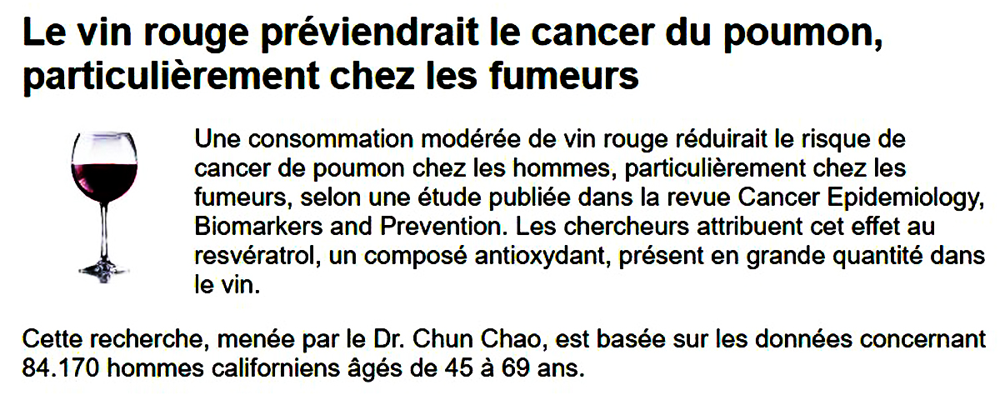 Le vin rouge préviendrait le cancer du poumon,
particulièrement chez les fumeurs
Une consommation modérée de vin rouge réduirait le risque de
cancer de poumon chez les hommes, particulièrement chez les
fumeurs, selon une étude publiée dans la revue Cancer Epidemiology,
Biomarkers and Prevention. Les chercheurs attribuent cet effet au
resvératrol, un composé antioxydant, présent en grande quantité dans
le vin.
Cette recherche, menée par le Dr. Chun Chao, est basée sur les données concernant
84.170 hommes californiens âgés de 45 à 69 ans.